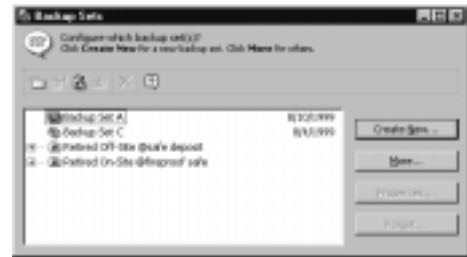 Backup Sets
Configure which backup set(s)?
Click Create New for a new backup set. Click More for others.
Backup Set A 8/10/1999
Backup Set C 8/9/1999
Retired Off-Site @safe deposit
Retired On-Site @fireproof safe
Create New...
More...
Properties...
Forget...